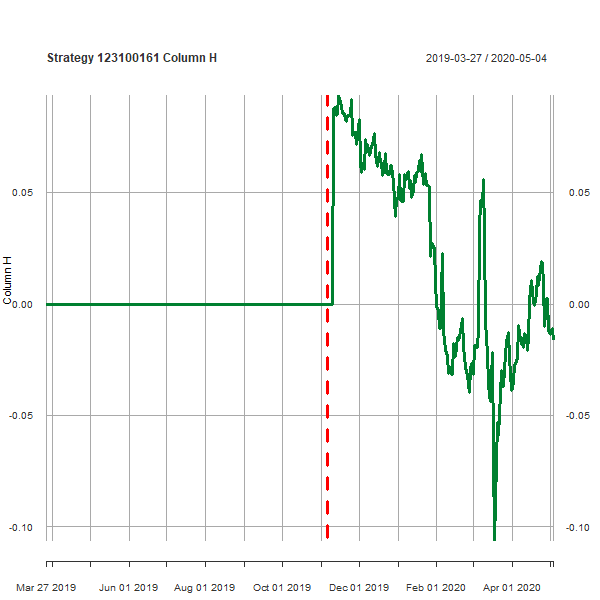 Strategy 123100161 Column H 2019-03-27 / 2020-05-04
0.05 0.05
Column H
0.00 0.00
-0.05 -0.05
-0.10 -0.10
Mar 27 2019 Jun 01 2019 Aug 01 2019 Oct 01 2019 Dec 01 2019 Feb 01 2020 Apr 01 2020